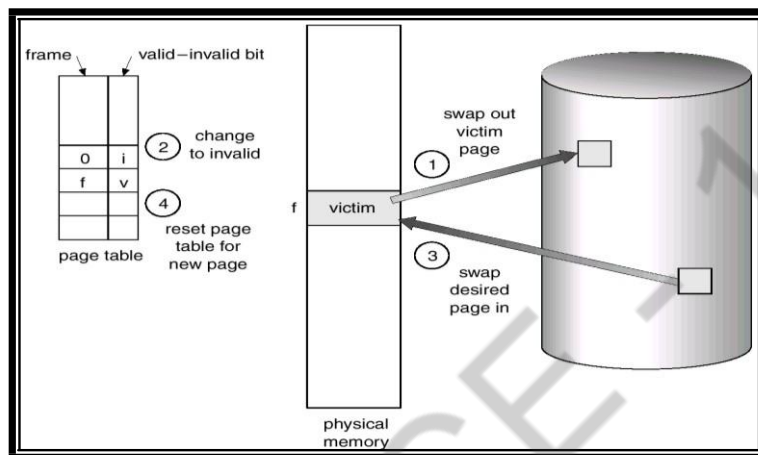 frame
valid–invalid bit
0 i
f v
2
change
to invalid
4
reset page
table for
new page
page table
f
victim
physical
memory
1
swap out
victim
page
3
swap
desired
page in